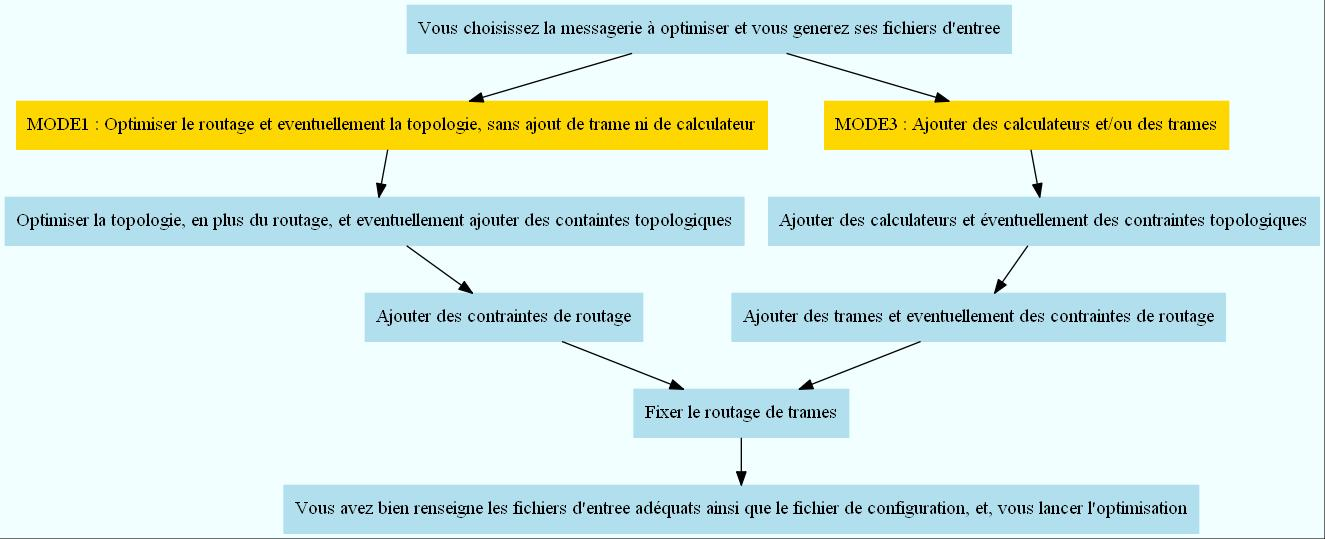 Vous choisissez la messagerie à optimiser et vous generez ses fichiers d'entree
MODE1 : Optimiser le routage et eventuellement la topologie, sans ajout de trame ni de calculateur
MODE3 : Ajouter des calculateurs et/ou des trames
Optimiser la topologie, en plus du routage, et eventuellement ajouter des containtes topologiques
Ajouter des calculateurs et éventuellement des contraintes topologiques
Ajouter des contraintes de routage
Ajouter des trames et eventuellement des contraintes de routage
Fixer le routage de trames
Vous avez bien renseigne les fichiers d'entree adéquats ainsi que le fichier de configuration, et, vous lancer l'optimisation